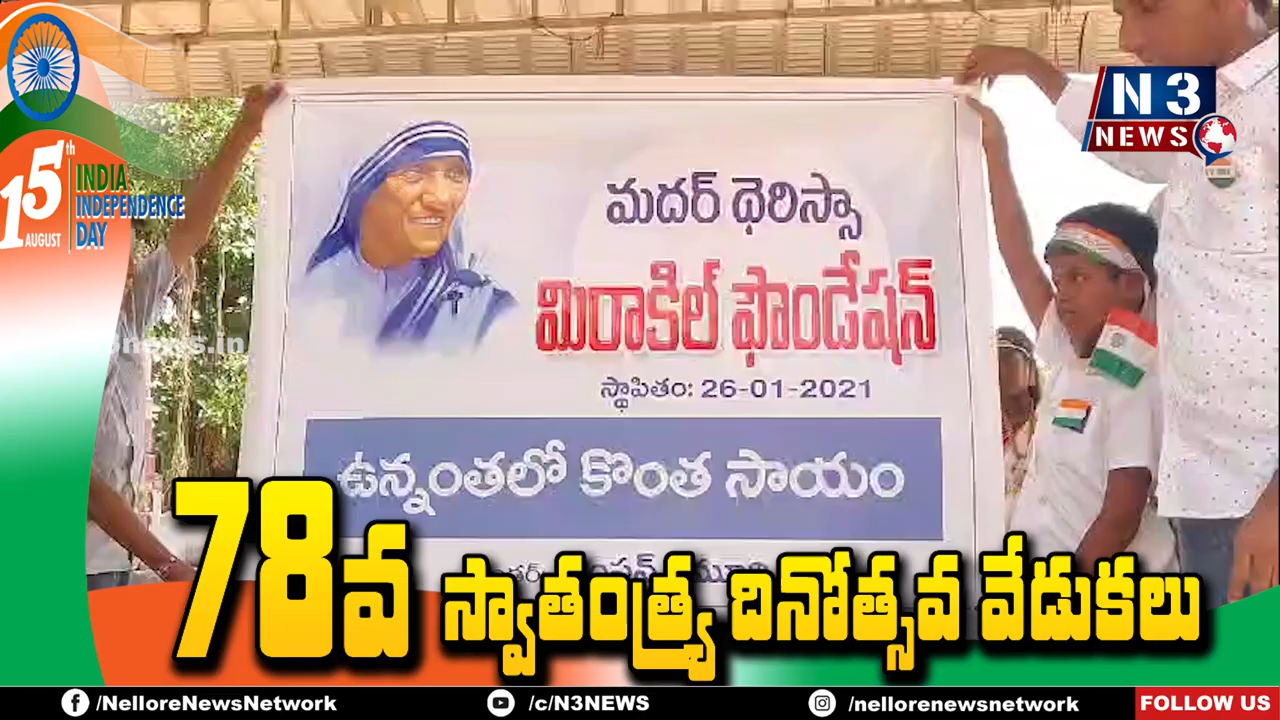 15th
AUGUST
INDIA
INDEPENDENCE
DAY
N3
NEWS
మదర్ థెరిస్సా
మిరాకిల్ ఫౌండేషన్
స్థాపితం: 26-01-2021
ఉన్నంతలో కొంత సాయం
78వ స్వాతంత్ర్య దినోత్సవ వేడుకలు
/NelloreNewsNetwork
/c/N3NEWS
/nellorenewsnetwork
FOLLOW US